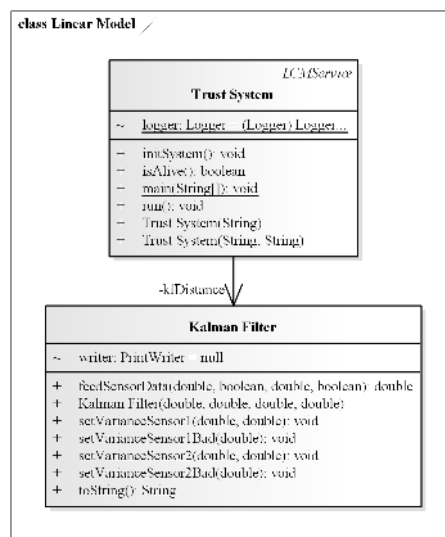 class Linear Model
LCMService
Trust System
~ logger: Logger = (Logger) Logger...
+ initSystem(): void
+ isAlive(): boolean
+ main(String[]): void
+ run(): void
+ Trust System(String)
+ Trust System(String, String)
-kfDistance
Kalman Filter
~ writer: PrintWriter = null
+ feedSensorData(double, boolean, double, boolean): double
+ Kalman Filter(double, double, double, double)
+ setVarianceSensor1(double, double): void
+ setVarianceSensor1Bad(double): void
+ setVarianceSensor2(double, double): void
+ setVarianceSensor2Bad(double): void
+ toString(): String